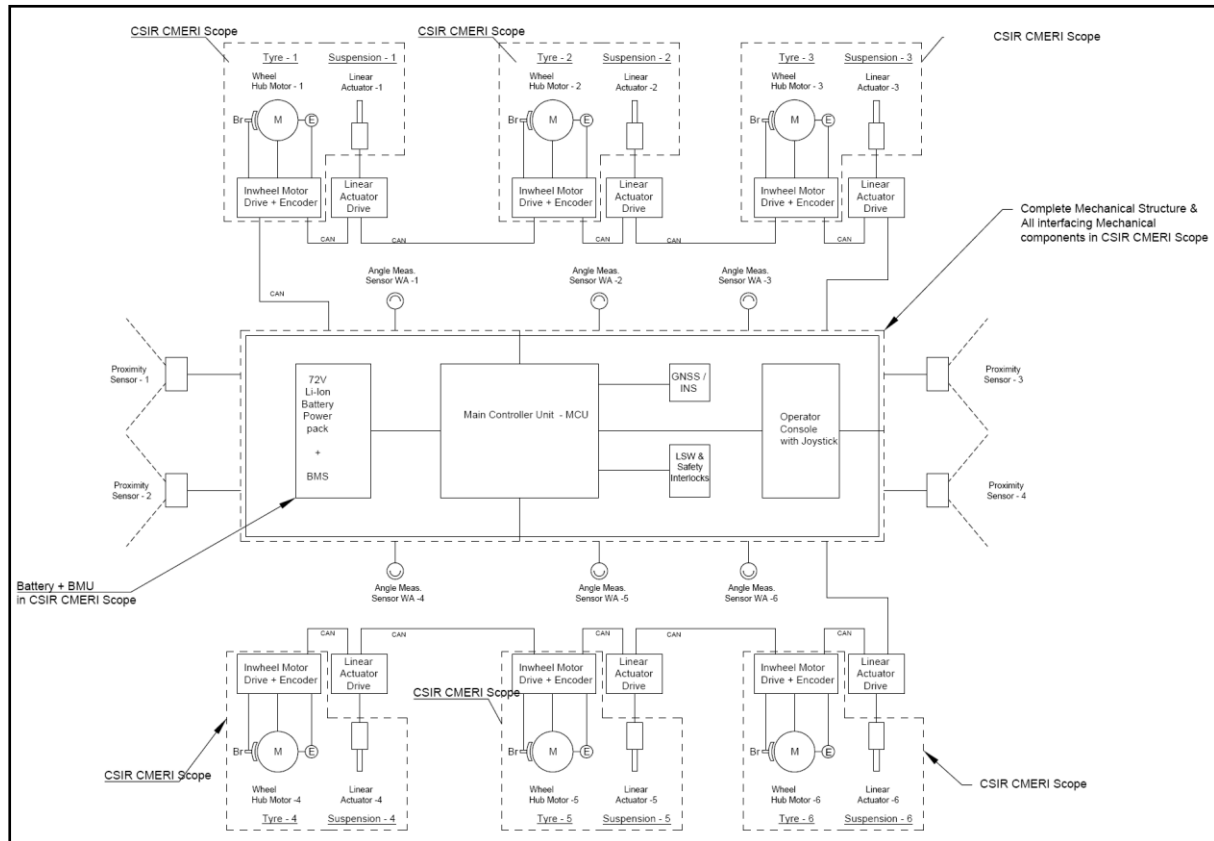 CSIR CMERI Scope
CSIR CMERI Scope
CSIR CMERI Scope
Tyre - 1
Suspension - 1
Wheel
Hub Motor - 1
Linear
Actuator -1
Br
M
E
Inwheel Motor
Drive + Encoder
Linear
Actuator
Drive
CAN
CAN
Tyre - 2
Suspension - 2
Wheel
Hub Motor - 2
Linear
Actuator -2
Br
M
E
Inwheel Motor
Drive + Encoder
Linear
Actuator
Drive
CAN
CAN
Tyre - 3
Suspension - 3
Wheel
Hub Motor - 3
Linear
Actuator -3
Br
M
E
Inwheel Motor
Drive + Encoder
Linear
Actuator
Drive
CAN
Complete Mechanical Structure &
All interfacing Mechanical
components in CSIR CMERI Scope
CAN
Angle Meas.
Sensor WA -1
Angle Meas.
Sensor WA -2
Angle Meas.
Sensor WA -3
Proximity
Sensor - 1
Proximity
Sensor - 2
72V
Li-Ion
Battery
Power
pack
+
BMS
Main Controller Unit - MCU
GNSS /
INS
LSW &
Safety
Interlocks
Operator
Console
with Joystick
Proximity
Sensor - 3
Proximity
Sensor - 4
Battery + BMU
in CSIR CMERI Scope
Angle Meas.
Sensor WA -4
Angle Meas.
Sensor WA -5
Angle Meas.
Sensor WA -6
CAN
CAN
Inwheel Motor
Drive + Encoder
Linear
Actuator
Drive
Br
M
E
Wheel
Hub Motor -4
Linear
Actuator -4
Tyre - 4
Suspension - 4
CSIR CMERI Scope
CAN
CAN
Inwheel Motor
Drive + Encoder
Linear
Actuator
Drive
Br
M
E
Wheel
Hub Motor -5
Linear
Actuator -5
Tyre - 5
Suspension - 5
CSIR CMERI Scope
CAN
Inwheel Motor
Drive + Encoder
Linear
Actuator
Drive
Br
M
E
Wheel
Hub Motor -6
Linear
Actuator -6
Tyre - 6
Suspension - 6
CSIR CMERI Scope